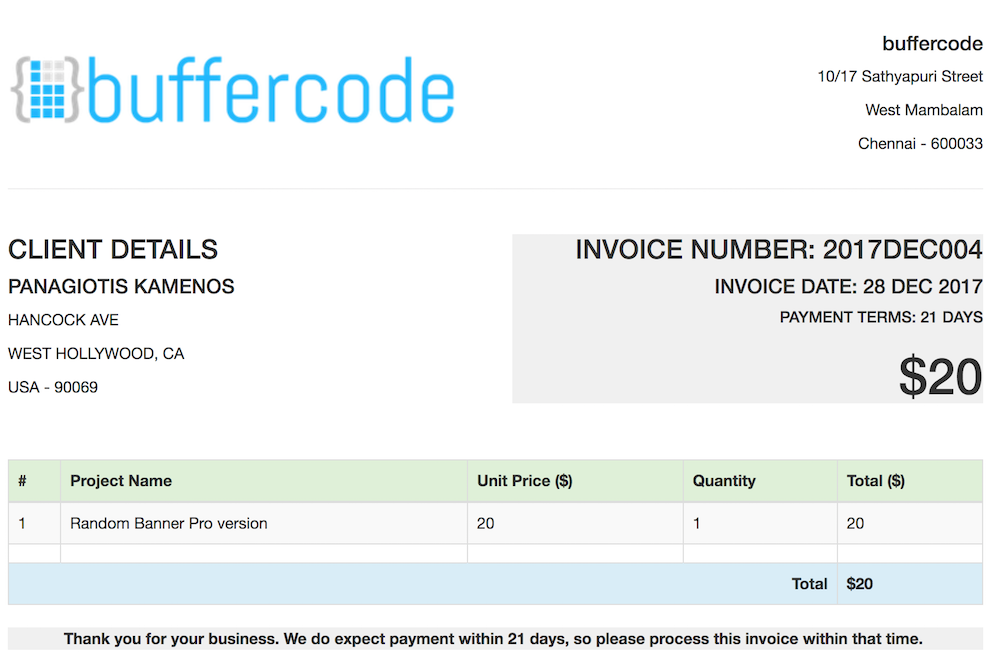 buffercode
buffercode
10/17 Sathyapuri Street
West Mambalam
Chennai - 600033
CLIENT DETAILS
PANAGIOTIS KAMENOS
HANCOCK AVE
WEST HOLLYWOOD, CA
USA - 90069
INVOICE NUMBER: 2017DEC004
INVOICE DATE: 28 DEC 2017
PAYMENT TERMS: 21 DAYS
$20
# Project Name Unit Price ($) Quantity Total ($)
1 Random Banner Pro version 20 1 20
Total $20
Thank you for your business. We do expect payment within 21 days, so please process this invoice within that time.